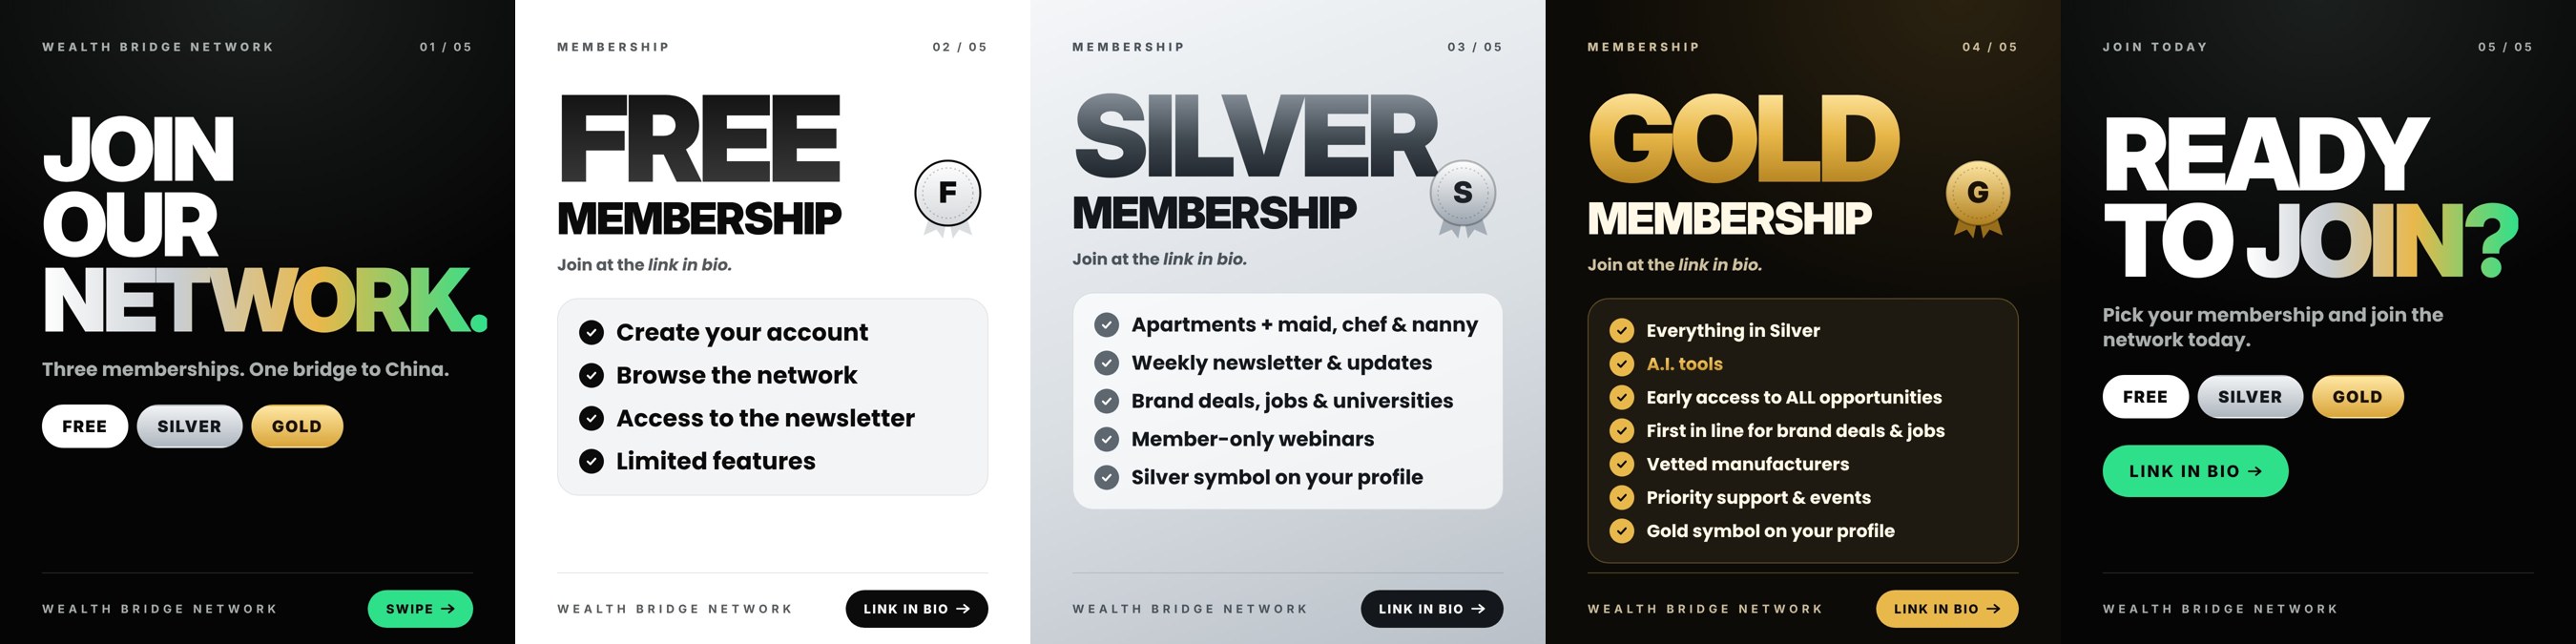 WEALTH BRIDGE NETWORK
01 / 05
JOIN
OUR
NETWORK.
Three memberships. One bridge to China.
FREE
SILVER
GOLD
WEALTH BRIDGE NETWORK
SWIPE →
MEMBERSHIP
02 / 05
FREE
MEMBERSHIP
F
Join at the link in bio.
Create your account
Browse the network
Access to the newsletter
Limited features
WEALTH BRIDGE NETWORK
LINK IN BIO →
MEMBERSHIP
03 / 05
SILVER
MEMBERSHIP
S
Join at the link in bio.
Apartments + maid, chef & nanny
Weekly newsletter & updates
Brand deals, jobs & universities
Member-only webinars
Silver symbol on your profile
WEALTH BRIDGE NETWORK
LINK IN BIO →
MEMBERSHIP
04 / 05
GOLD
MEMBERSHIP
G
Join at the link in bio.
Everything in Silver
A.I. tools
Early access to ALL opportunities
First in line for brand deals & jobs
Vetted manufacturers
Priority support & events
Gold symbol on your profile
WEALTH BRIDGE NETWORK
LINK IN BIO →
JOIN TODAY
05 / 05
READY
TO JOIN?
Pick your membership and join the
network today.
FREE
SILVER
GOLD
LINK IN BIO →
WEALTH BRIDGE NETWORK